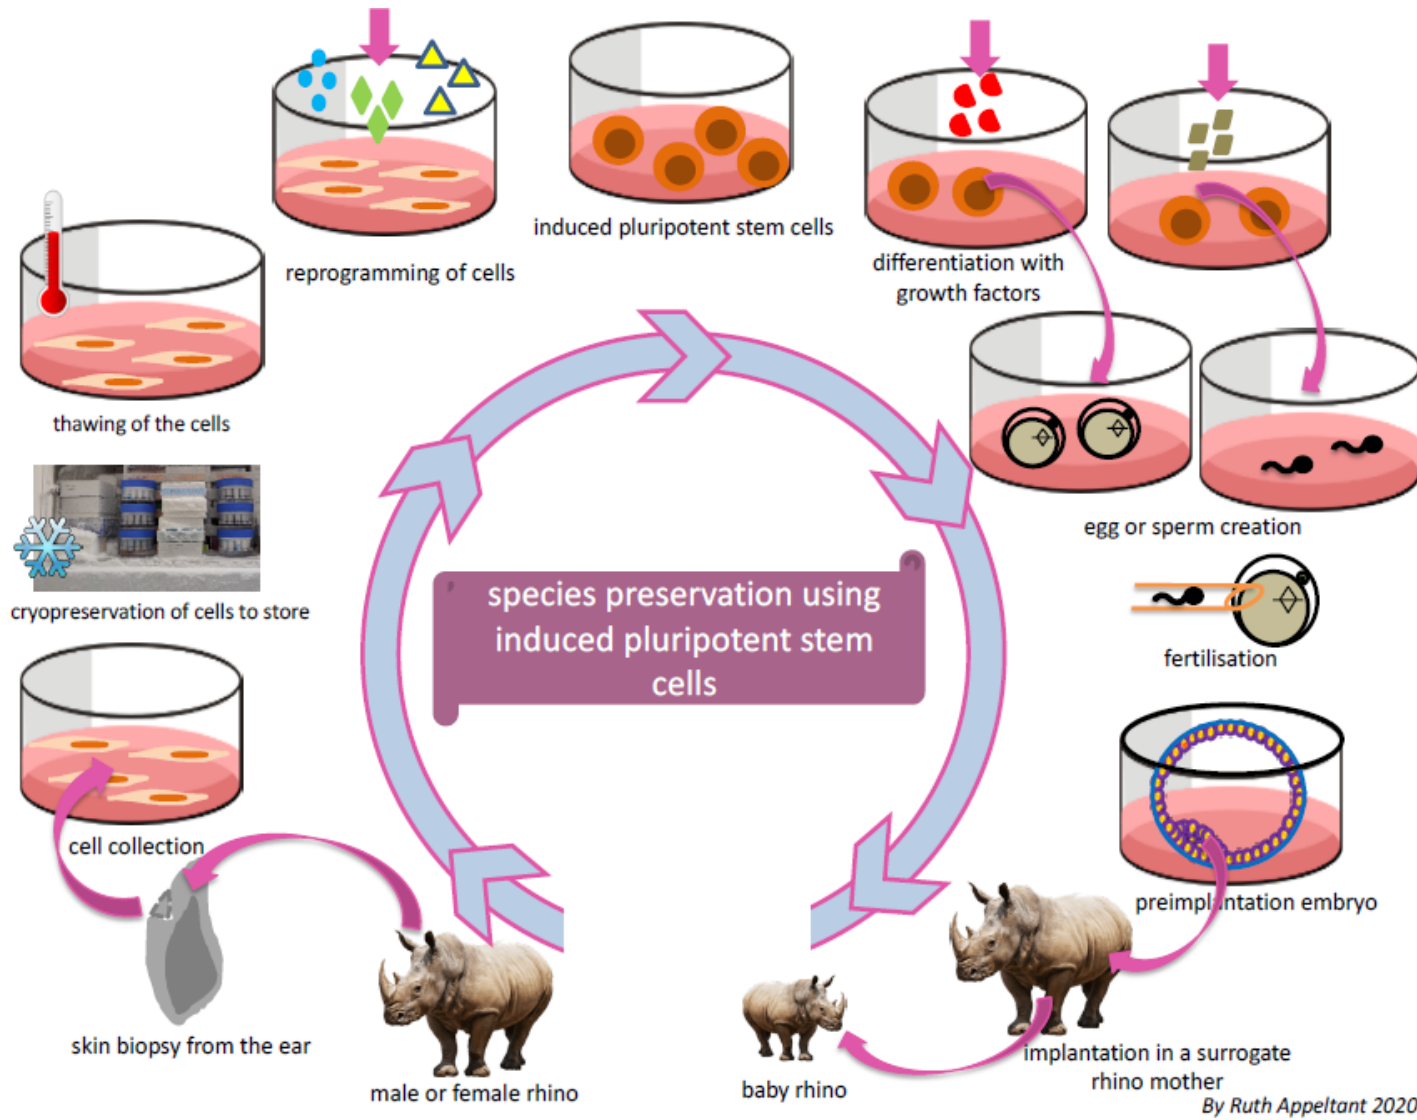 reprogramming of cells
induced pluripotent stem cells
differentiation with
growth factors
thawing of the cells
egg or sperm creation
cryopreservation of cells to store
species preservation using
induced pluripotent stem
cells
fertilisation
cell collection
preimplantation embryo
skin biopsy from the ear
male or female rhino
baby rhino
implantation in a surrogate
rhino mother
By Ruth Appeltant 2020